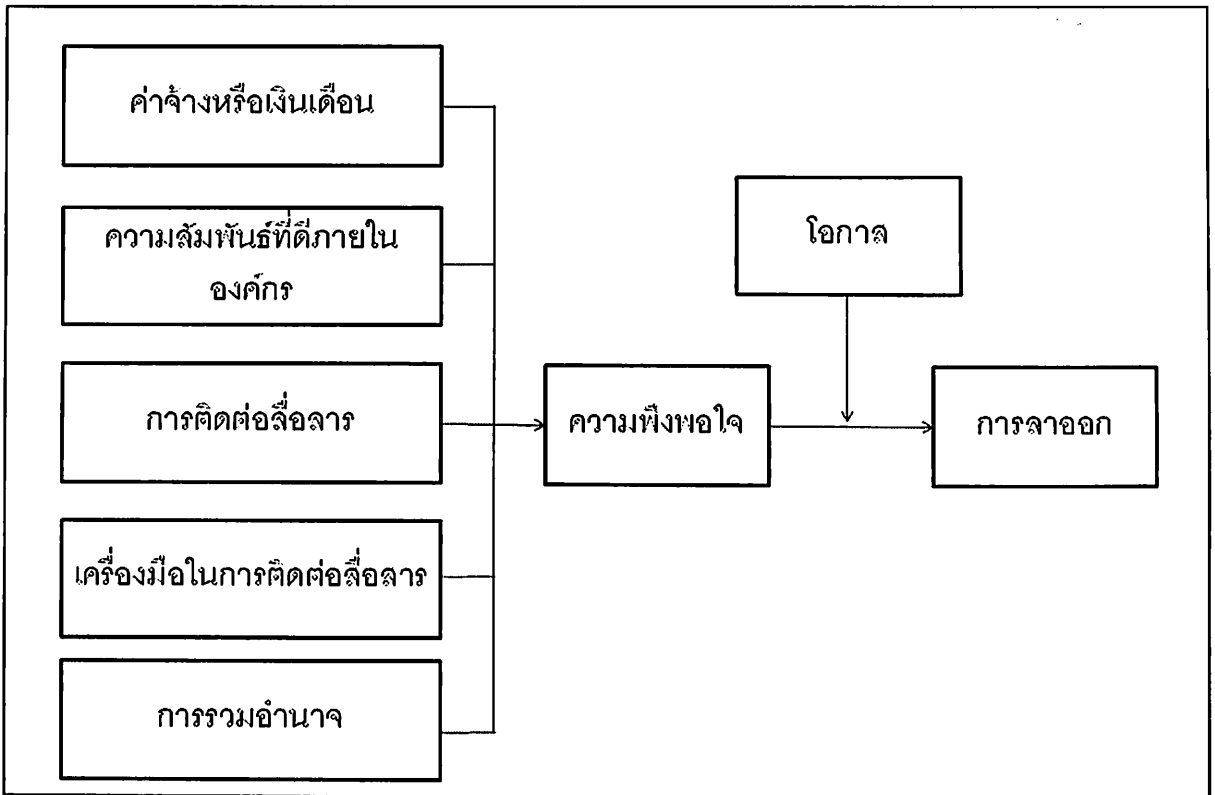 ค่าจ้างหรือเงินเดือน
ความสัมพันธ์ที่ดีภายใน
องค์กร
การติดต่อสื่อสาร
เครื่องมือในการติดต่อสื่อสาร
การรวมอำนาจ
ความพึงพอใจ
โอกาส
การลาออก